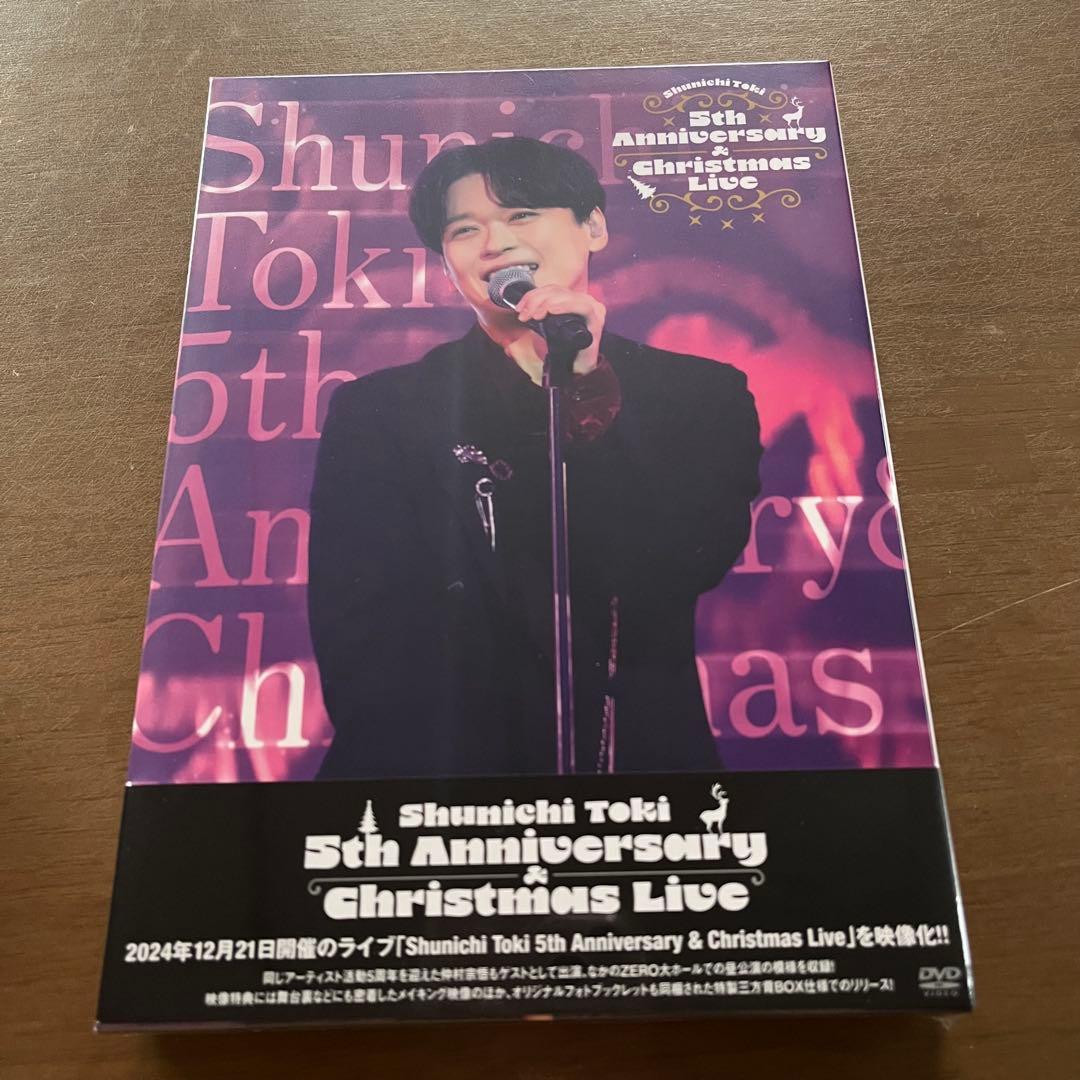 Shunichi Toki
5th
Anniversary
&
Christmas
Live
Shunich
Toki
5th
An ry&
Ch mas
Shunichi Toki
5th Anniversary
&
Christmas Live
2024年12月21日開催のライブ「Shunichi Toki 5th Anniversary & Christmas Live」を映像化!!
同じアーティスト活動5周年を迎えた仲村宗悟もゲストとして出演、なかのZERO大ホールでの昼公演の模様を収録!
映像特典には舞台裏などにも密着したメイキング映像のほか、オリジナルフォトブックレットも同梱された特製三方背BOX仕様でのリリース!
DVD
VIDEO